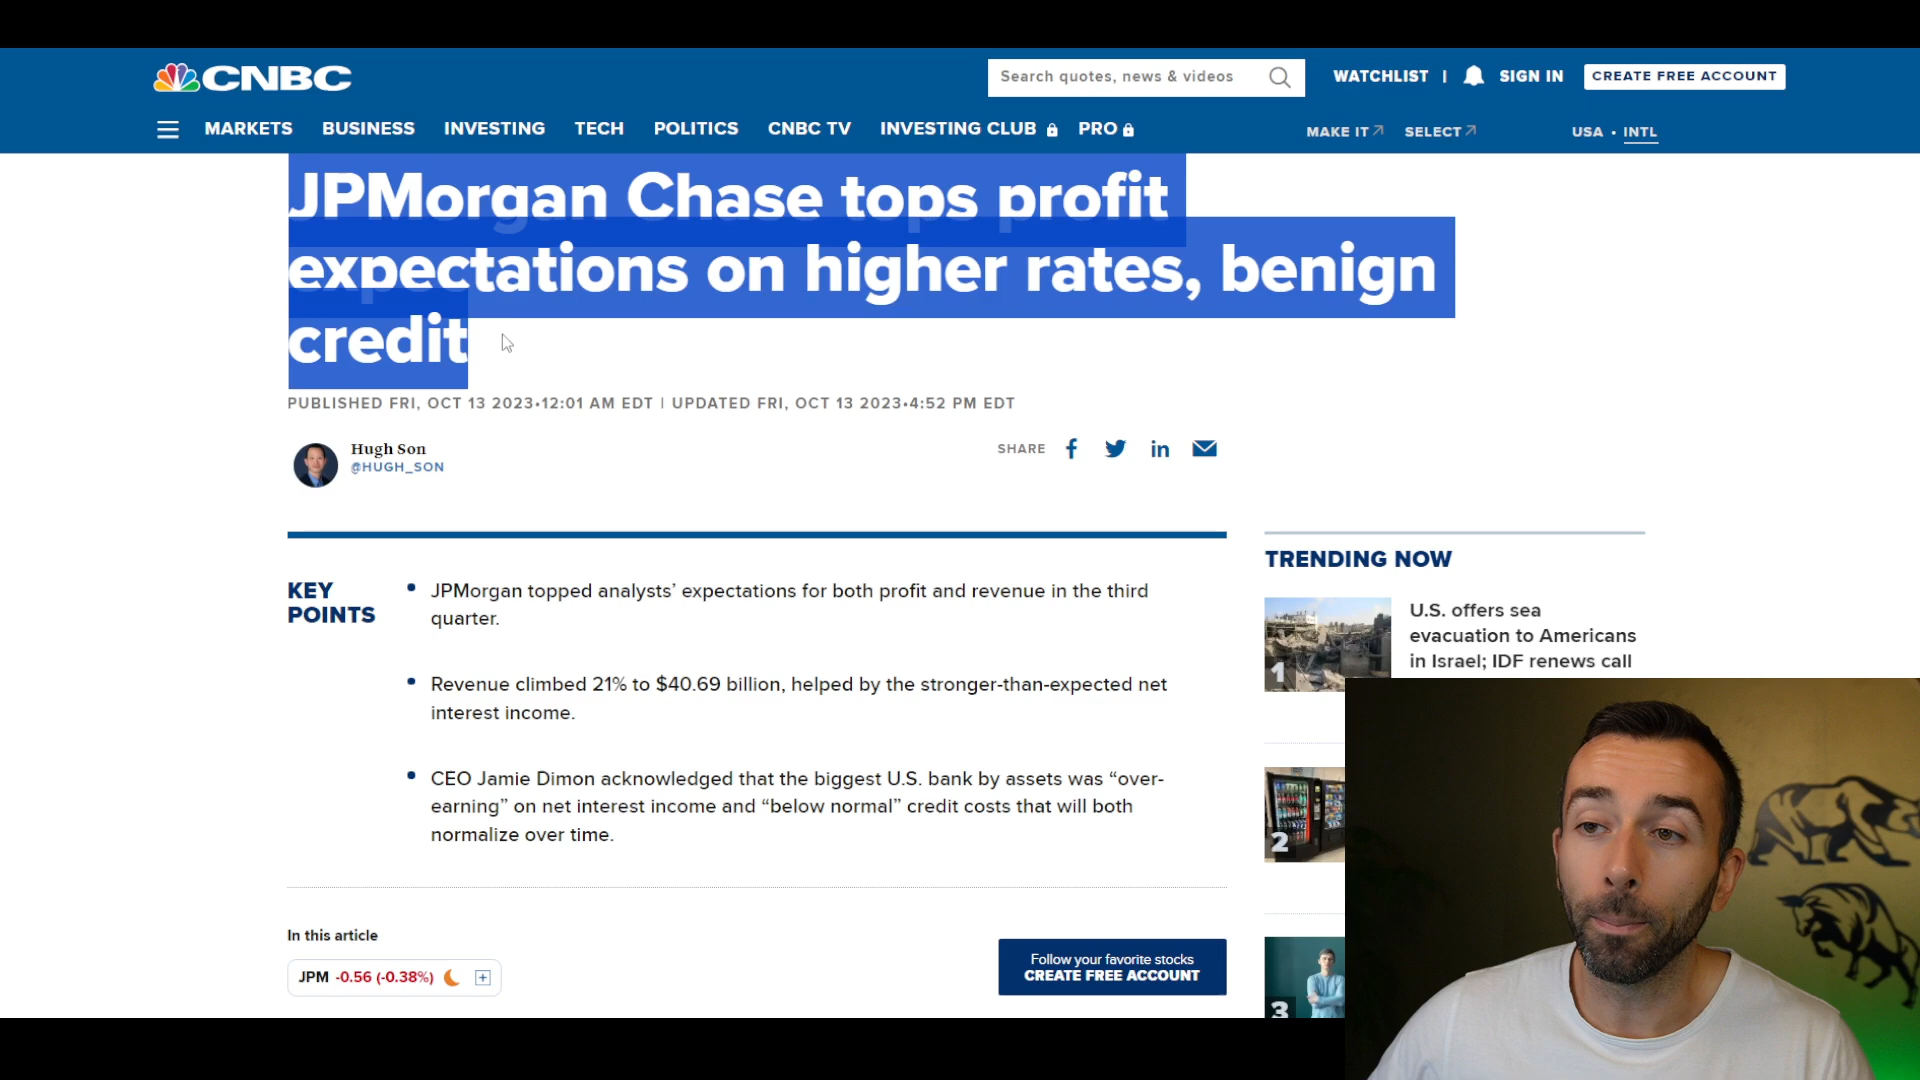 CNBC
Search quotes, news & videos
WATCHLIST | SIGN IN
CREATE FREE ACCOUNT
MARKETS BUSINESS INVESTING TECH POLITICS CNBC TV INVESTING CLUB PRO
MAKE IT SELECT USA • INTL
JPMorgan Chase tops profit
expectations on higher rates, benign
credit
PUBLISHED FRI, OCT 13 2023•12:01 AM EDT | UPDATED FRI, OCT 13 2023•4:52 PM EDT
Hugh Son
@HUGH_SON
SHARE
f
in
KEY
POINTS
• JPMorgan topped analysts’ expectations for both profit and revenue in the third
quarter.
• Revenue climbed 21% to $40.69 billion, helped by the stronger-than-expected net
interest income.
• CEO Jamie Dimon acknowledged that the biggest U.S. bank by assets was “over-
earning” on net interest income and “below normal” credit costs that will both
normalize over time.
In this article
JPM -0.56 (-0.38%)
Follow your favorite stocks
CREATE FREE ACCOUNT
TRENDING NOW
1
U.S. offers sea
evacuation to Americans
in Israel; IDF renews call
2
3